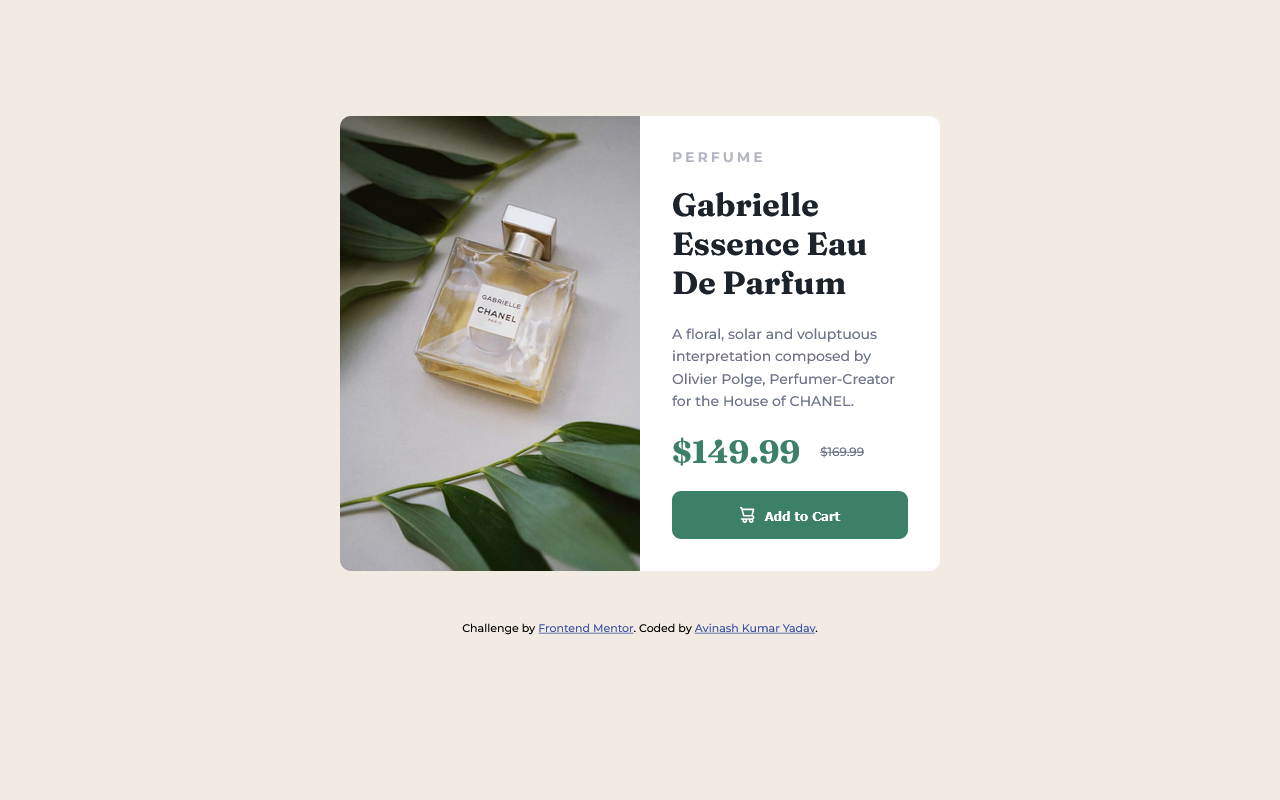 GABRIELLE
CHANEL
PARIS
PERFUME
Gabrielle
Essence Eau
De Parfum
A floral, solar and voluptuous
interpretation composed by
Olivier Polge, Perfumer-Creator
for the House of CHANEL.
$149.99 $169.99
Add to Cart
Challenge by Frontend Mentor. Coded by Avinash Kumar Yadav.